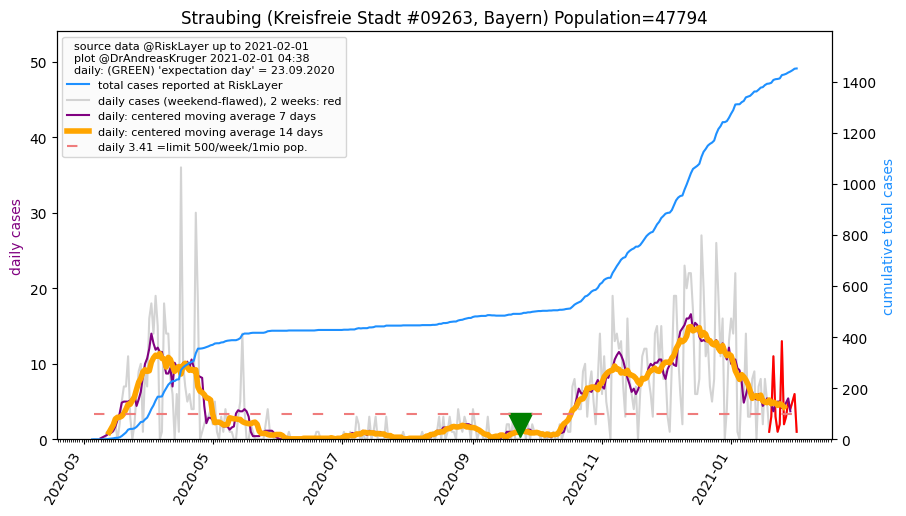 Straubing (Kreisfreie Stadt #09263, Bayern) Population=47794
source data @RiskLayer up to 2021-02-01
plot @DrAndreasKruger 2021-02-01 04:38
daily: (GREEN) 'expectation day' = 23.09.2020
total cases reported at RiskLayer
daily cases (weekend-flawed), 2 weeks: red
daily: centered moving average 7 days
daily: centered moving average 14 days
daily 3.41 =limit 500/week/1mio pop.
daily cases
50
40
30
20
10
0
cumulative total cases
1400
1200
1000
800
600
400
200
0
2020-03
2020-05
2020-07
2020-09
2020-11
2021-01